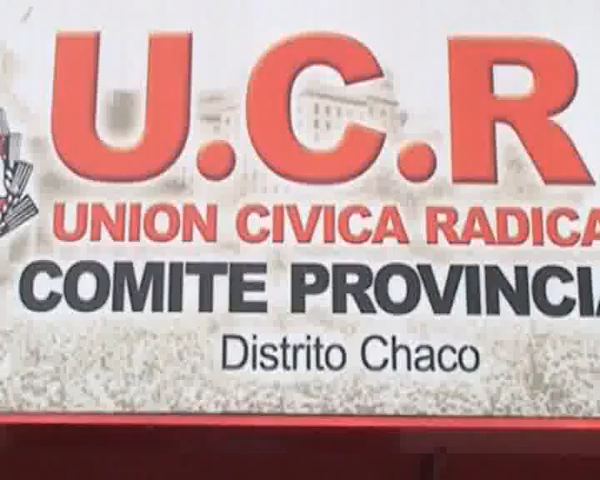 U.C.R
UNION CIVICA RADICA
COMITE PROVINCI
Distrito Chaco